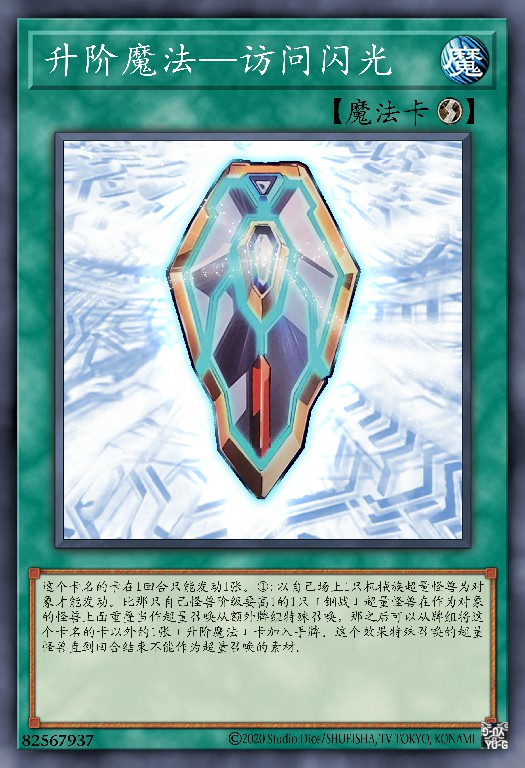 升阶魔法—访问闪光
魔
【魔法卡】
这个卡名的卡在1回合只能发动1张。①:以自己场上1只机械族超量怪兽为对
象才能发动。比那只自己怪兽阶级要高1的1只「钢战」超量怪兽在作为对象
的怪兽上面重叠当作超量召唤从额外牌组特殊召唤,那之后可以从牌组将这
个卡名的卡以外的1张「升阶魔法」卡加入手牌。这个效果特殊召唤的超量
怪兽直到回合结束不能作为超量召唤的素材.
82567937
©2020 Studio Dice/SHUEISHA, TV TOKYO, KONAMI